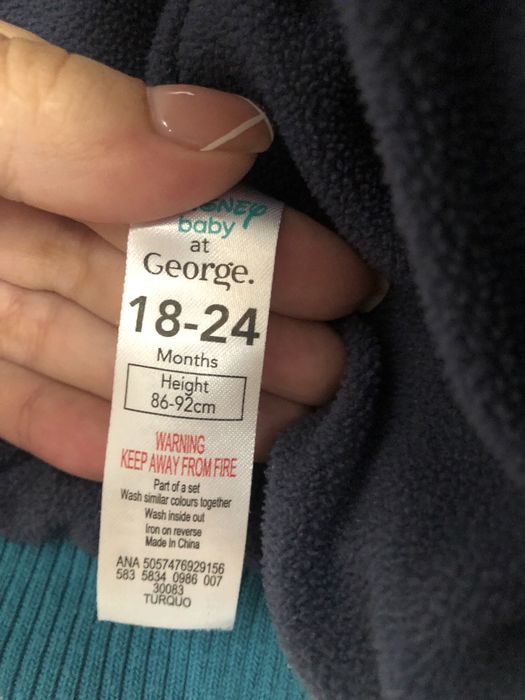 baby
at
George.
18-24
Months
Height
86-92cm
WARNING
KEEP AWAY FROM FIRE
Part of a set
Wash similar colours together
Wash inside out
Iron on reverse
Made In China
ANA 5057476929156
583 5834 0986 007
30083
TURQUO